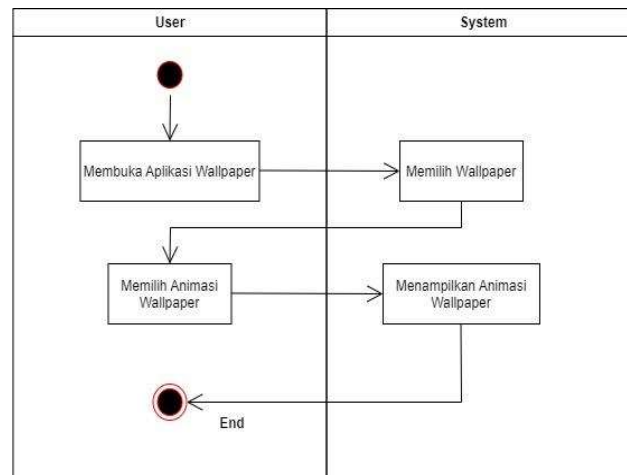 User
System
Membuka Aplikasi Wallpaper
Memilih Wallpaper
Memilih Animasi
Wallpaper
Menampilkan Animasi
Wallpaper
End